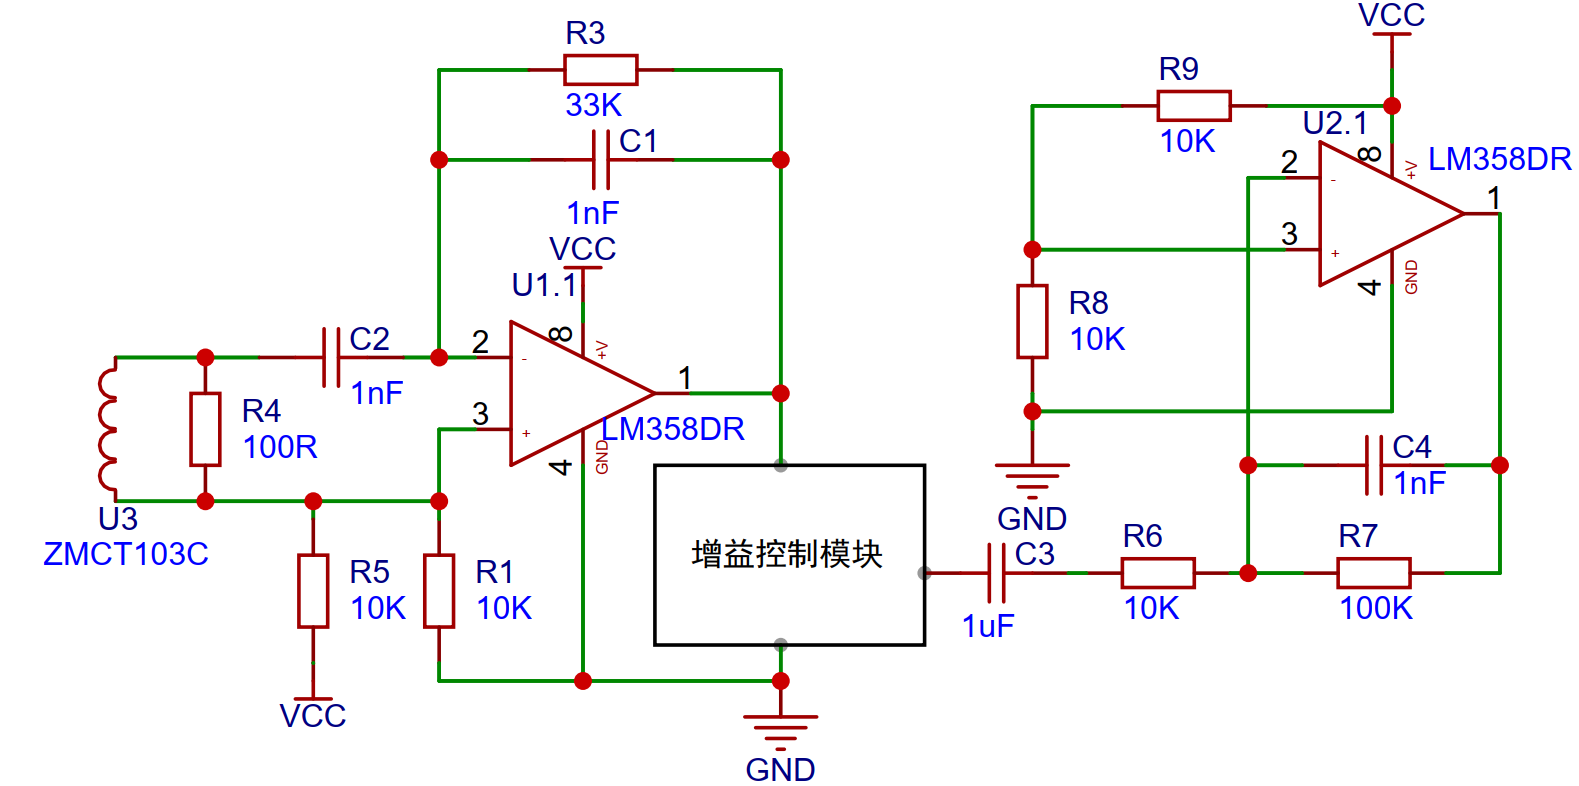 R3
33K
C1
1nF
VCC
U1.1
8
+V
2
-
3
+
1
LM358DR
4
GND
C2
1nF
R4
100R
U3
ZMCT103C
R5
10K
R1
10K
VCC
增益控制模块
GND
VCC
R9
10K
U2.1
8
+V
LM358DR
2
-
3
+
1
4
GND
R8
10K
GND
C4
1nF
C3
1uF
R6
10K
R7
100K